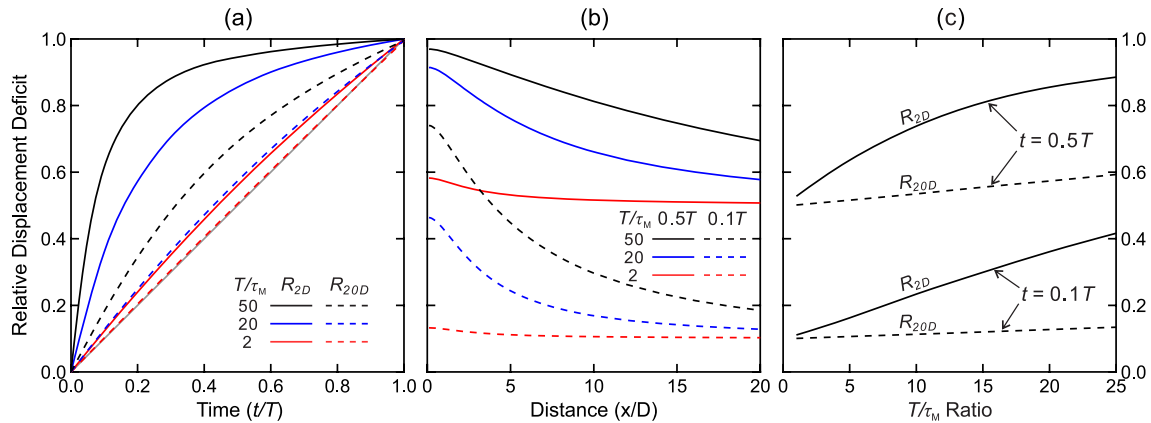 (a)
(b)
(c)
Relative Displacement Deficit
1.0
0.8
0.6
0.4
0.2
0.0
0.0 0.2 0.4 0.6 0.8 1.0
Time (t/T)
T/τM R2D R20D
50
20
2
0 5 10 15 20
Distance (x/D)
T/τM 0.5T 0.1T
50
20
2
R2D
t = 0.5T
R20D
R2D
t = 0.1T
R20D
1.0
0.8
0.6
0.4
0.2
0.0
0 5 10 15 20 25
T/τM Ratio